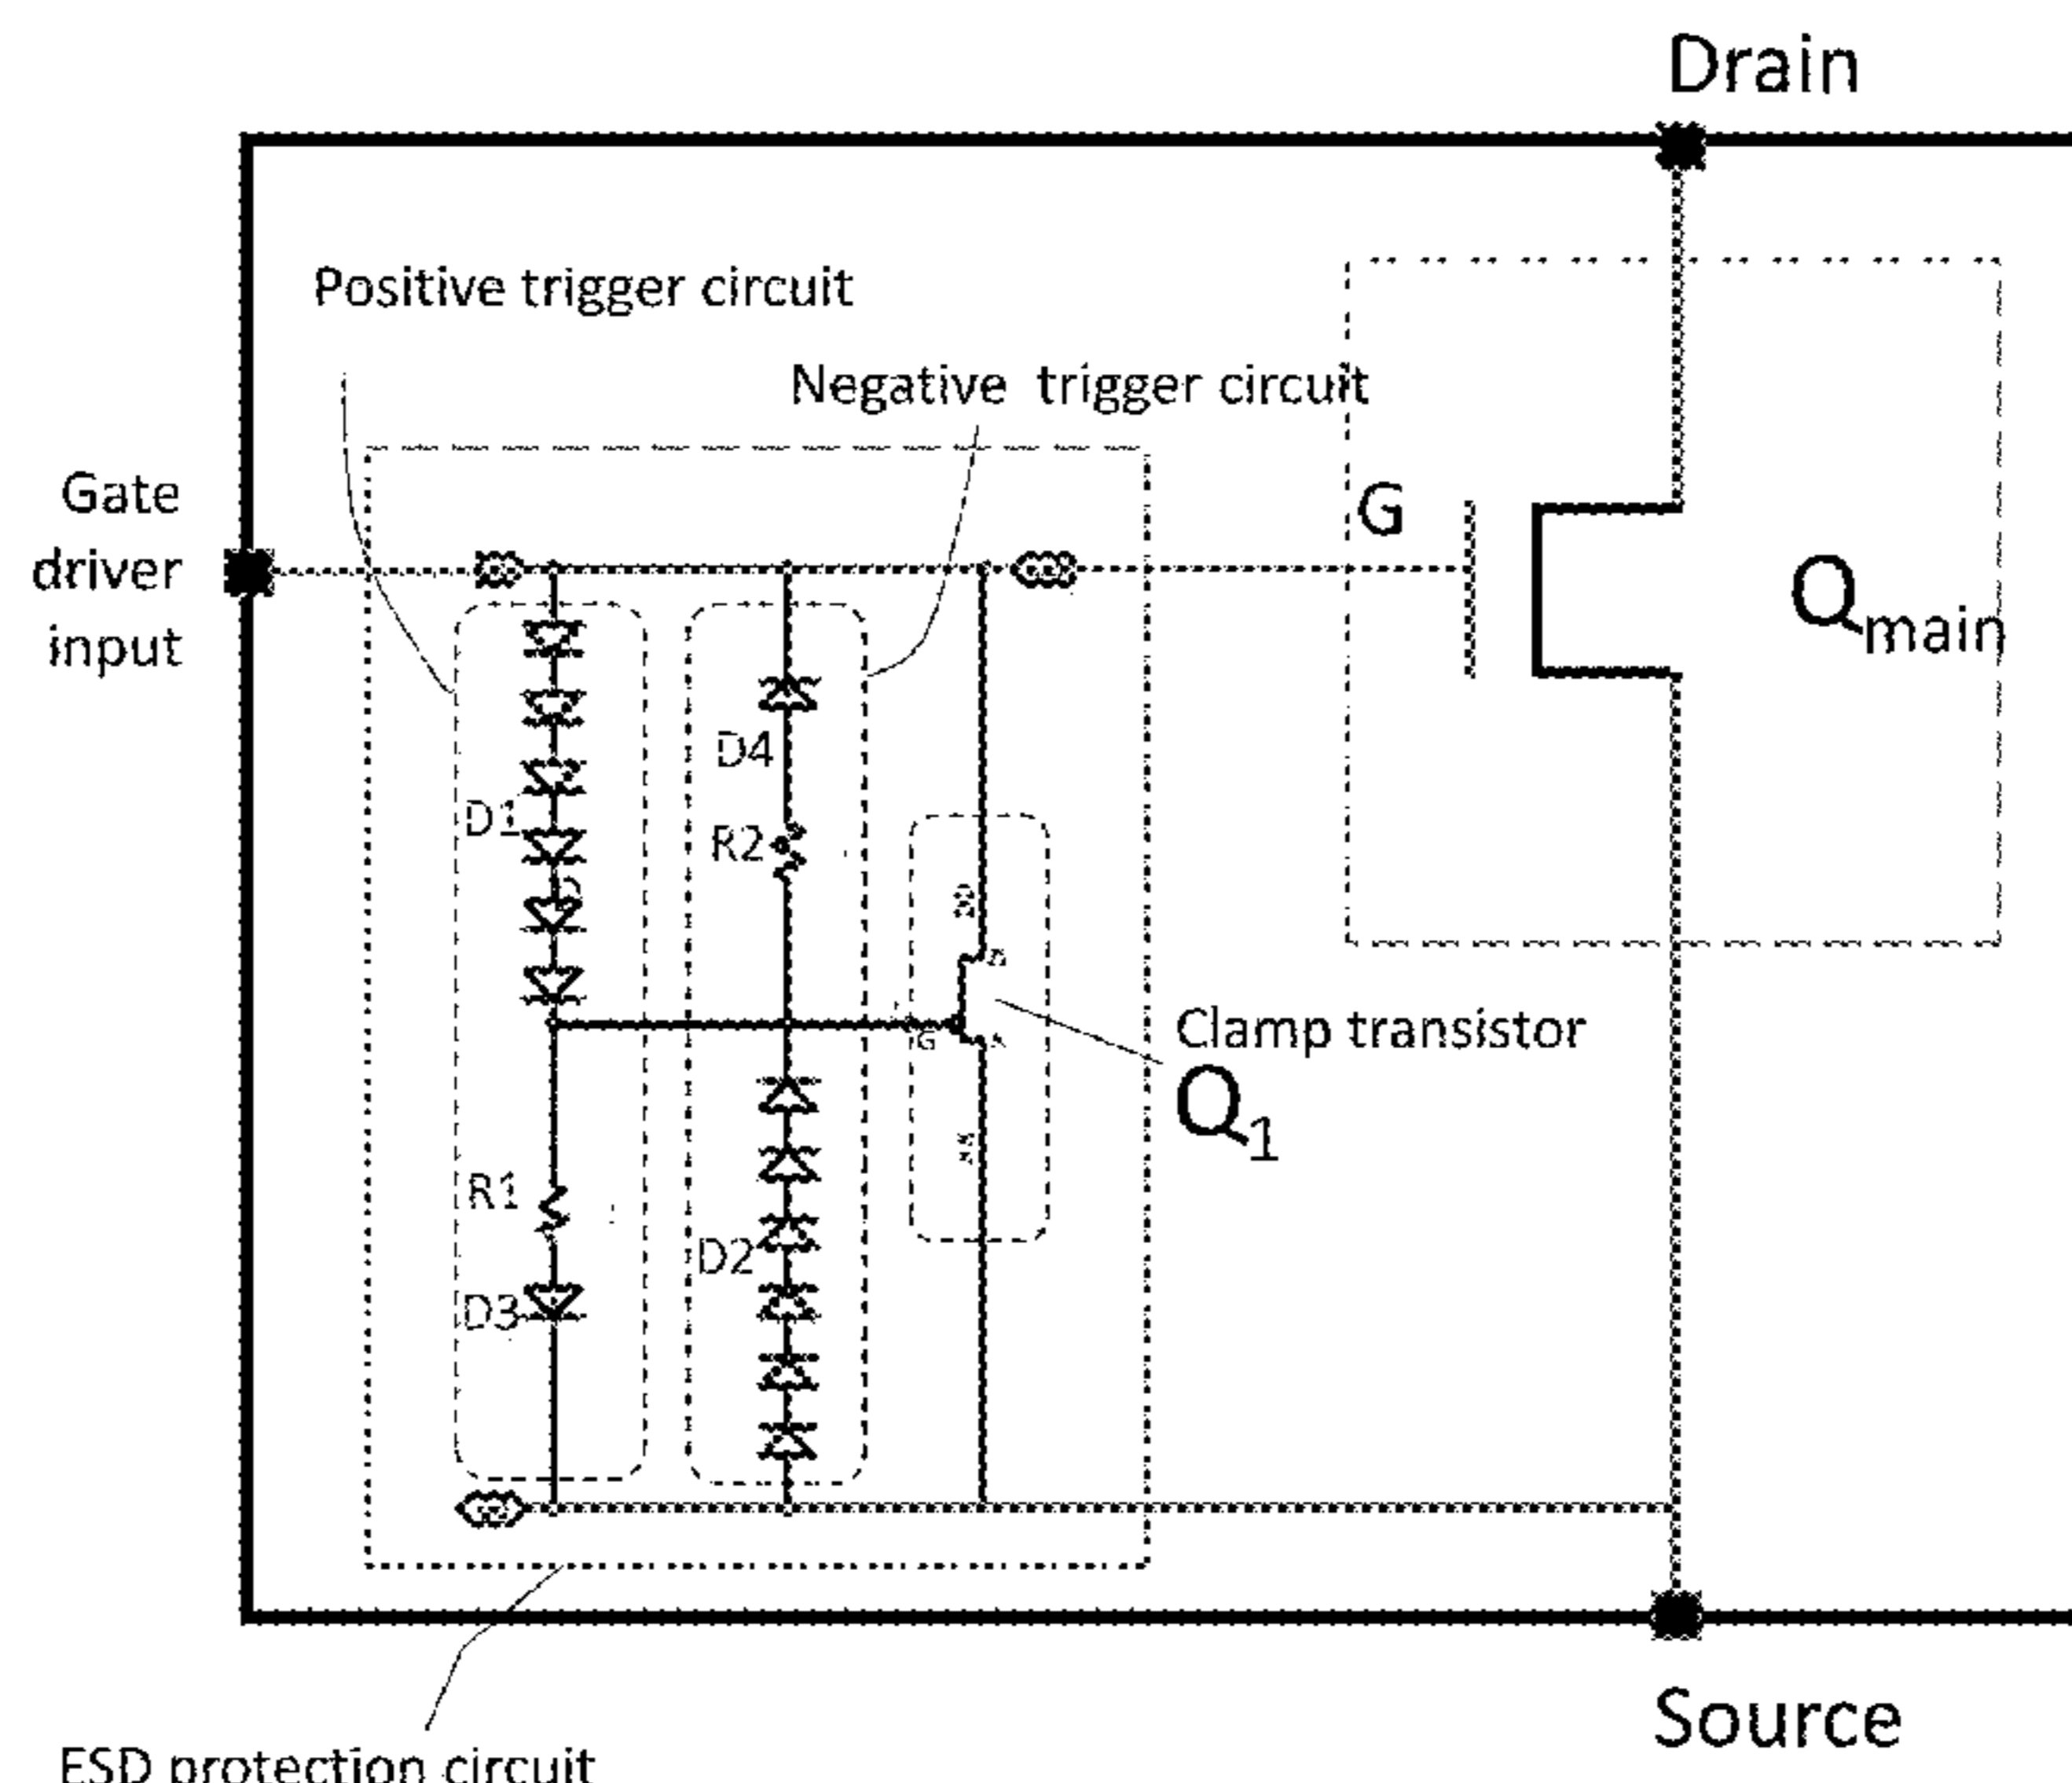 Drain
Positive trigger circuit
Negative trigger circuit
Gate
driver
input
G
Qmain
D4
D1
R2
G
Clamp transistor
Q1
R1
D2
D3
Source
ESD protection circuit